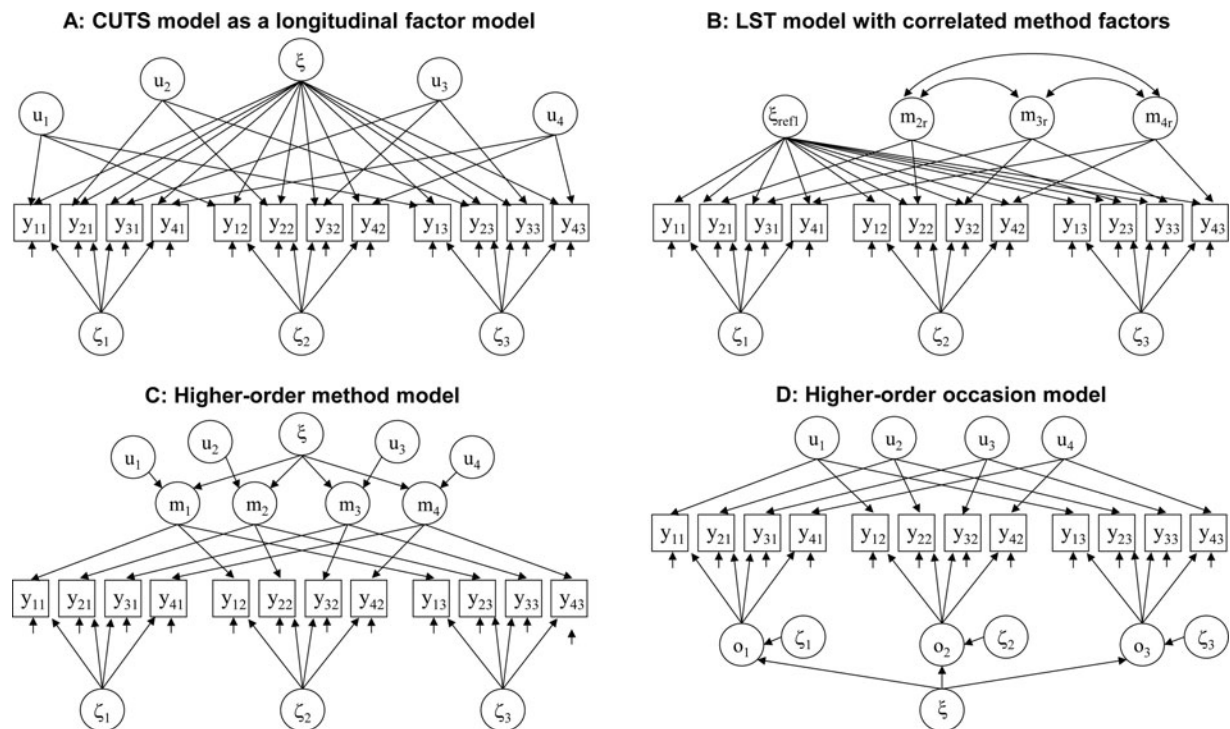 A: CUTS model as a longitudinal factor model
ξ
u₂ u₃
u₁ u₄
y₁₁ y₂₁ y₃₁ y₄₁ y₁₂ y₂₂ y₃₂ y₄₂ y₁₃ y₂₃ y₃₃ y₄₃
ζ₁ ζ₂ ζ₃
B: LST model with correlated method factors
ξref1 m₂r m₃r m₄r
y₁₁ y₂₁ y₃₁ y₄₁ y₁₂ y₂₂ y₃₂ y₄₂ y₁₃ y₂₃ y₃₃ y₄₃
ζ₁ ζ₂ ζ₃
C: Higher-order method model
u₁ u₂ ξ u₃ u₄
m₁ m₂ m₃ m₄
y₁₁ y₂₁ y₃₁ y₄₁ y₁₂ y₂₂ y₃₂ y₄₂ y₁₃ y₂₃ y₃₃ y₄₃
ζ₁ ζ₂ ζ₃
D: Higher-order occasion model
u₁ u₂ u₃ u₄
y₁₁ y₂₁ y₃₁ y₄₁ y₁₂ y₂₂ y₃₂ y₄₂ y₁₃ y₂₃ y₃₃ y₄₃
o₁ ζ₁ o₂ ζ₂ o₃ ζ₃
ξ